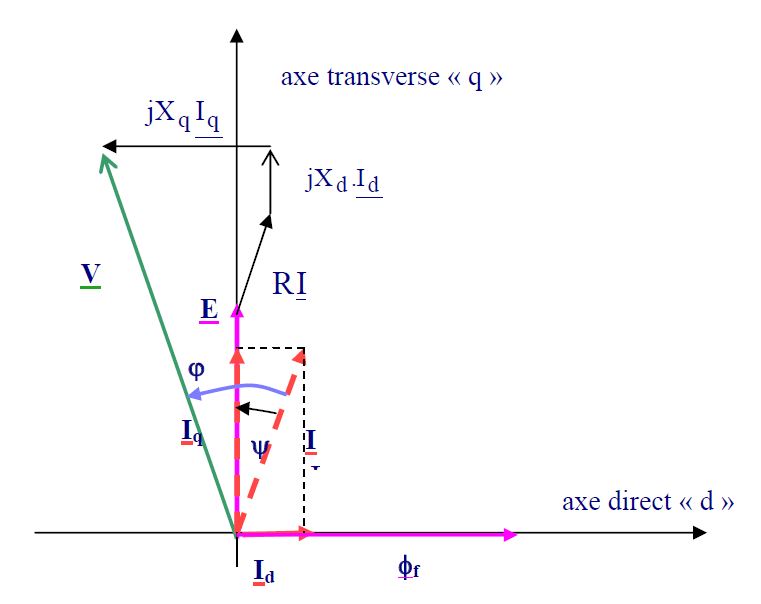 axe transverse « q »
jXq Iq
jXd .Id
V
RI
E
φ
Iq
ψ
I
axe direct « d »
Id
ϕf